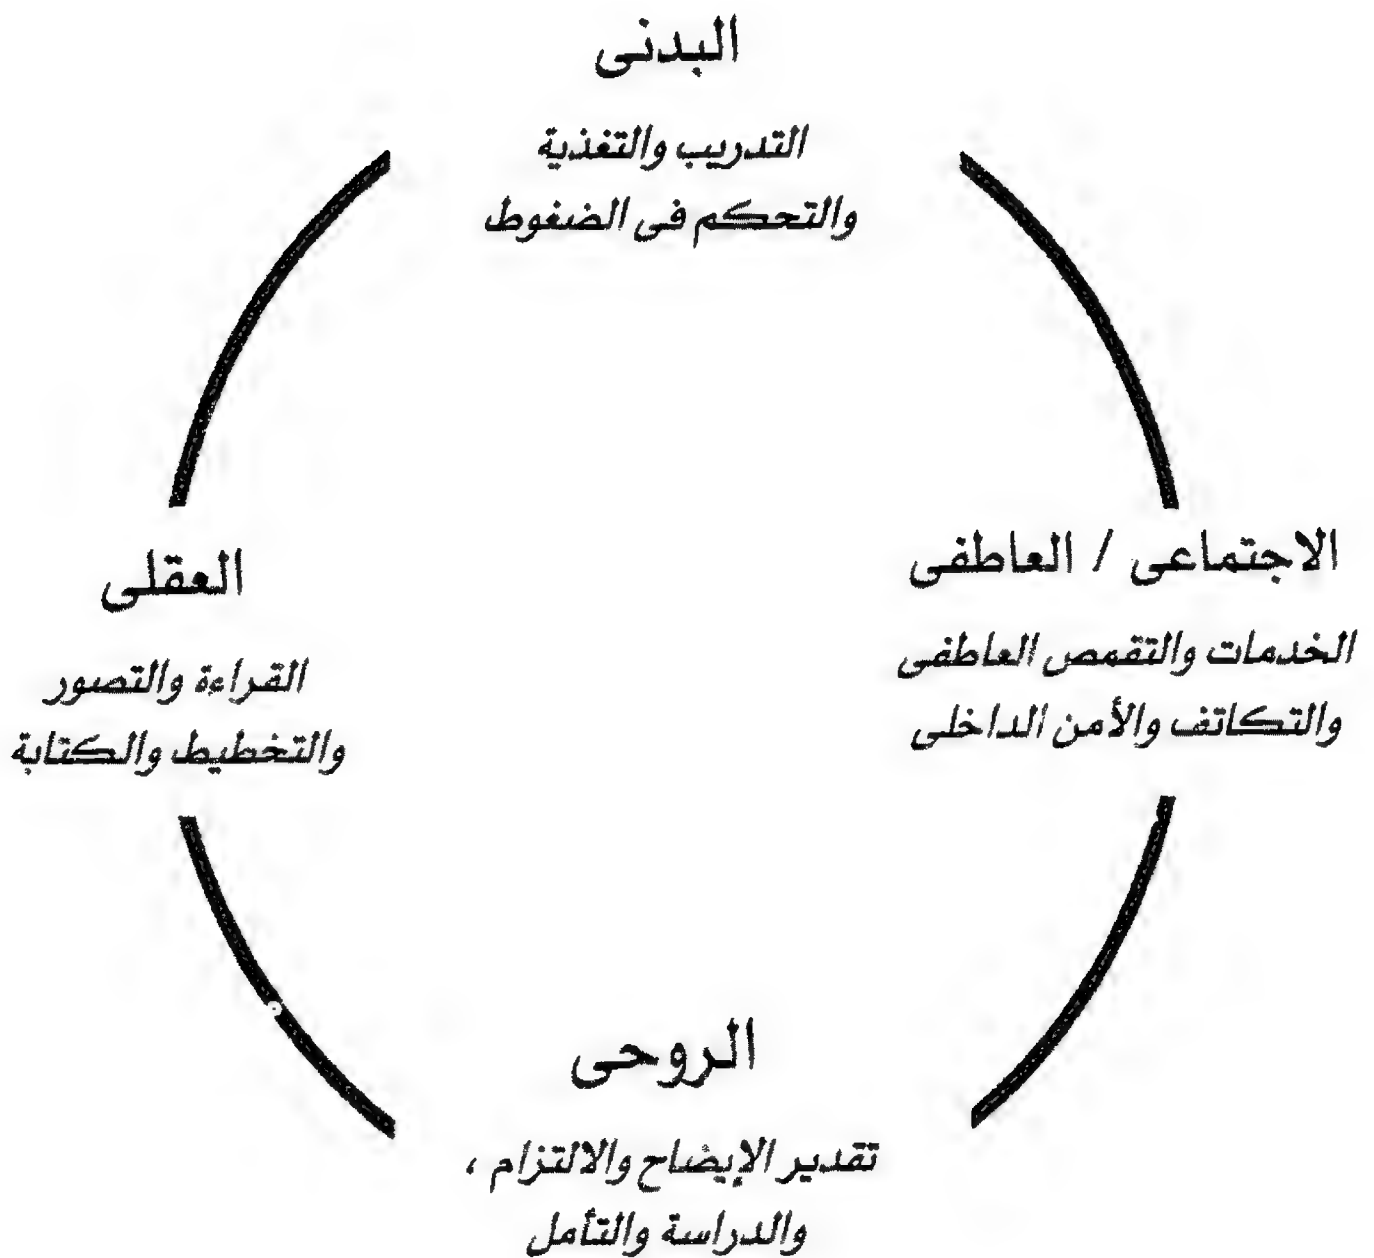 البدنى
التدريب والتغذية
والتحكم فى الضغوط
الاجتماعى / العاطفى
الخدمات والتقمص العاطفى
والتكاتف والأمن الداخلى
العقلى
القراءة والتصور
والتخطيط والكتابة
الروحى
تقدير الإيضاح والالتزام ،
والدراسة والتأمل